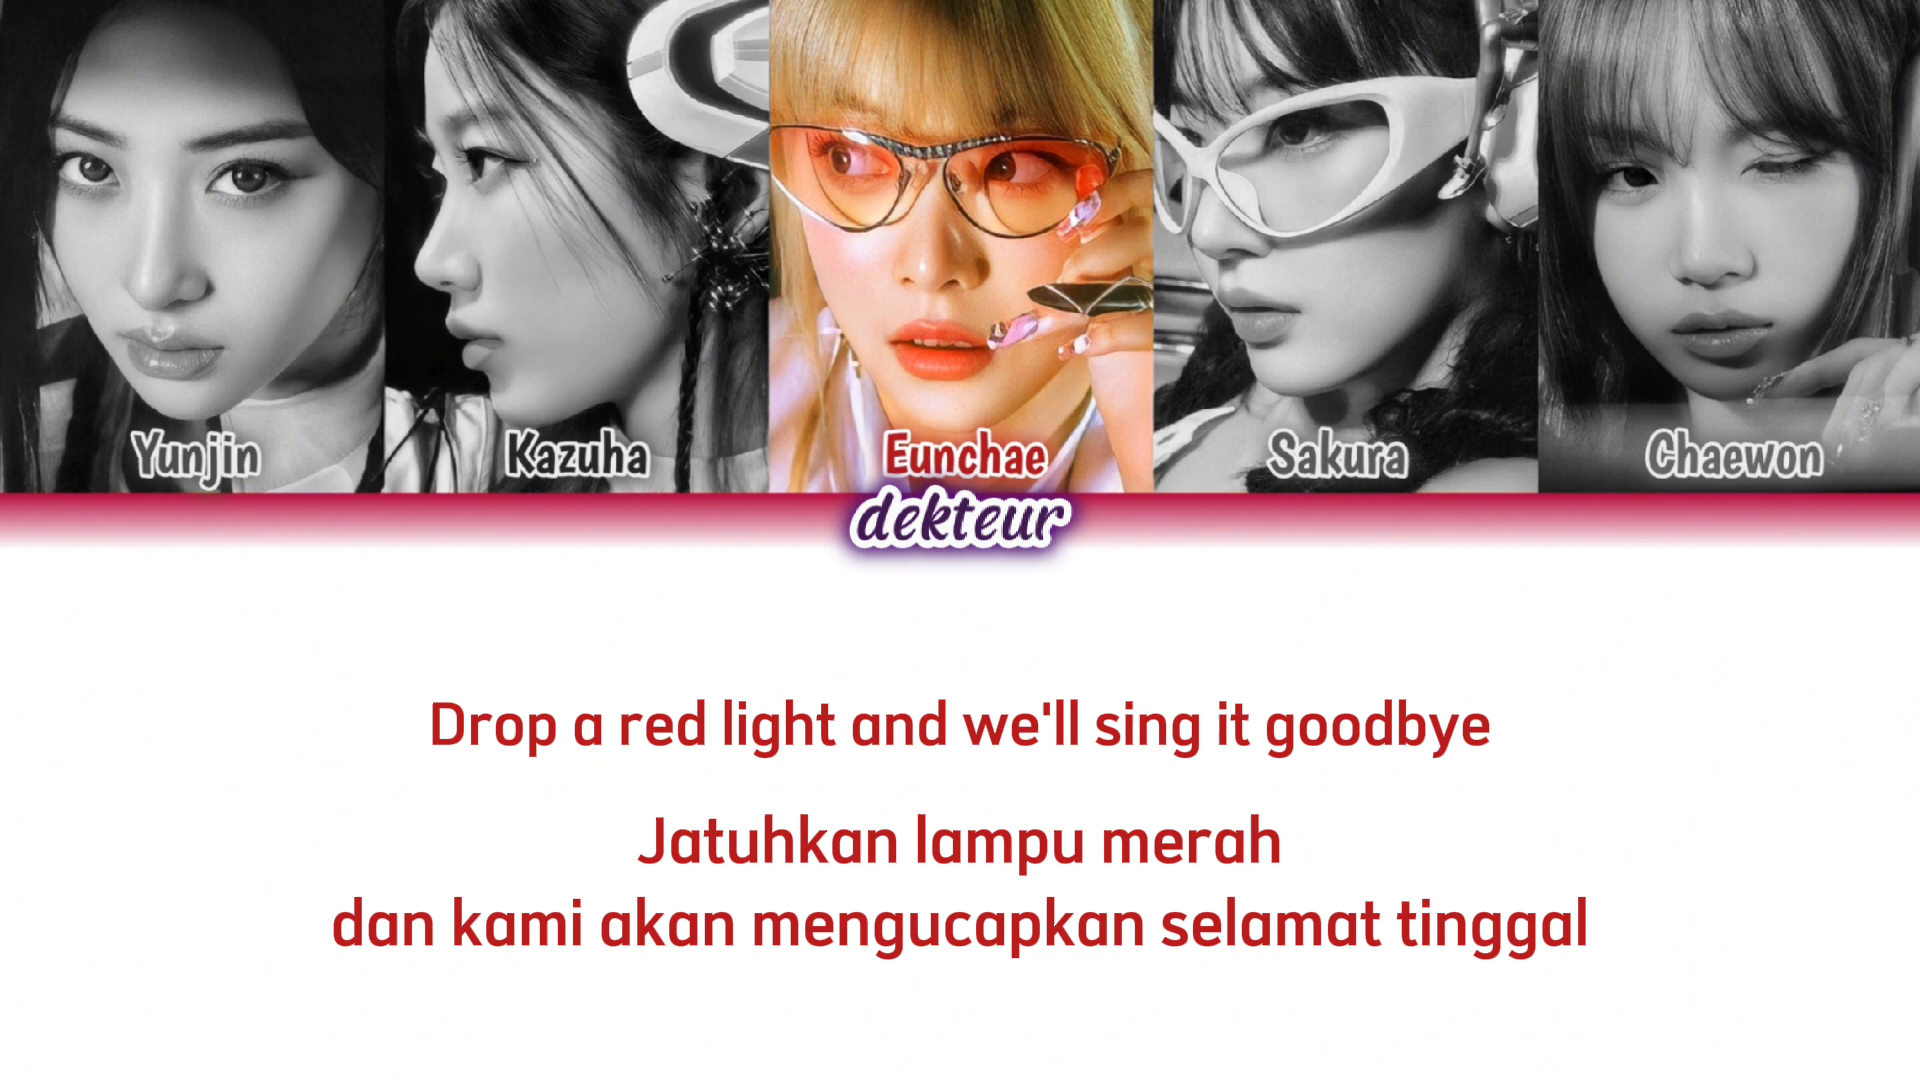 Yunjin
Kazuha
Eunchae
Sakura
Chaewon
dekteur
Drop a red light and we'll sing it goodbye
Jatuhkan lampu merah
dan kami akan mengucapkan selamat tinggal